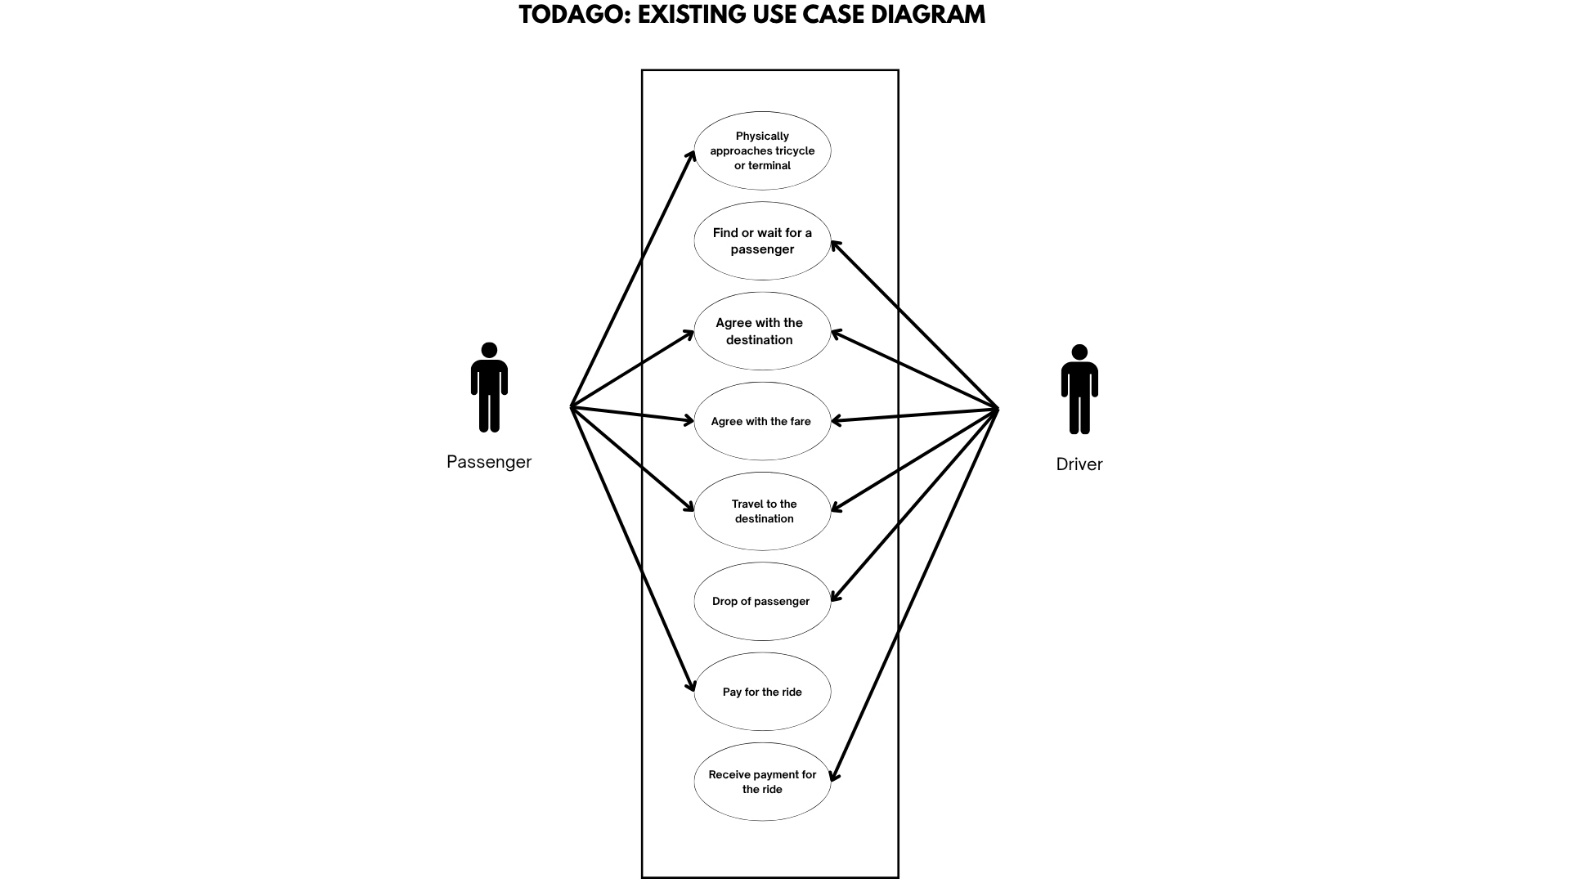 TODAGO: EXISTING USE CASE DIAGRAM
Physically
approaches tricycle
or terminal
Find or wait for a
passenger
Agree with the
destination
Agree with the fare
Passenger
Driver
Travel to the
destination
Drop of passenger
Pay for the ride
Receive payment for
the ride